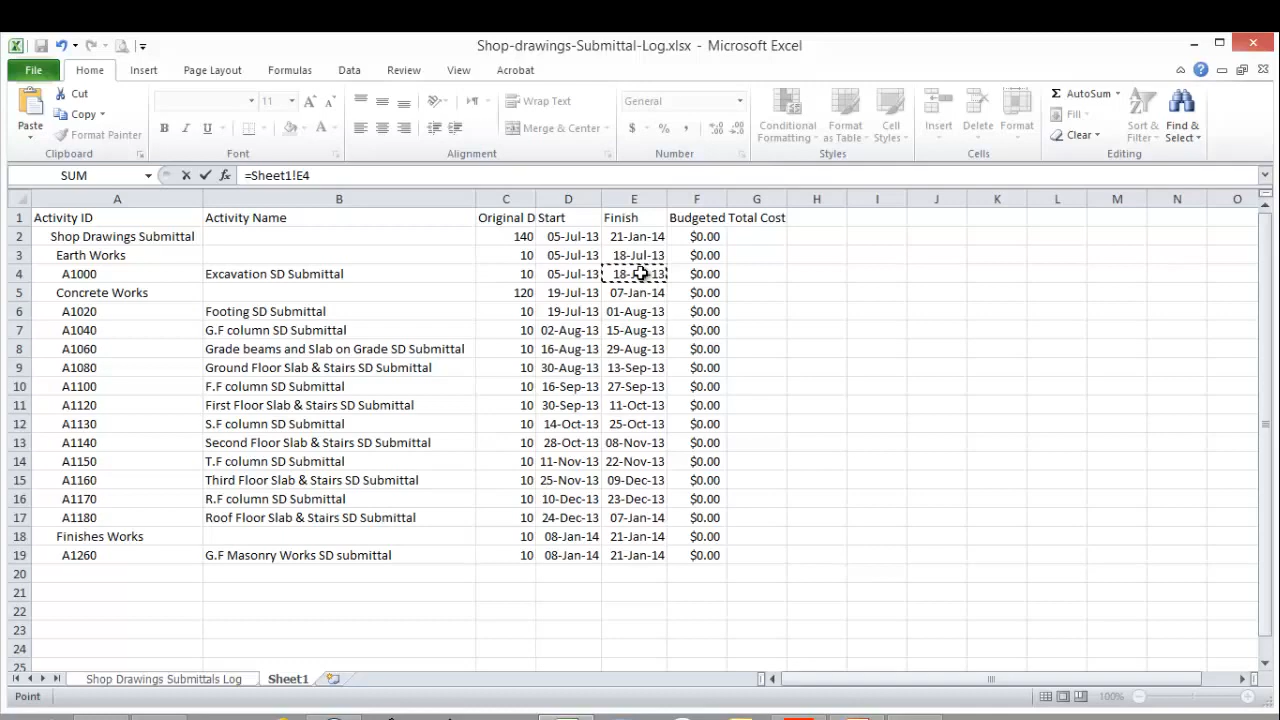 Shop-drawings-Submittal-Log.xlsx - Microsoft Excel
File Home Insert Page Layout Formulas Data Review View Acrobat
Paste Cut Copy Format Painter Clipboard
11 A A B I U A Font
Wrap Text Merge & Center Alignment
General $ % , Number
Conditional Formatting Format as Table Cell Styles Styles
Insert Delete Format Cells
Σ AutoSum Fill Clear Sort & Filter Find & Select Editing
SUM =Sheet1!E4
A B C D E F G H I J K L M N O
1 Activity ID Activity Name Original D Start Finish Budgeted Total Cost
2 Shop Drawings Submittal 140 05-Jul-13 21-Jan-14 $0.00
3 Earth Works 10 05-Jul-13 18-Jul-13 $0.00
4 A1000 Excavation SD Submittal 10 05-Jul-13 $0.00
5 Concrete Works 120 19-Jul-13 07-Jan-14 $0.00
6 A1020 Footing SD Submittal 10 19-Jul-13 01-Aug-13 $0.00
7 A1040 G.F column SD Submittal 10 02-Aug-13 15-Aug-13 $0.00
8 A1060 Grade beams and Slab on Grade SD Submittal 10 16-Aug-13 29-Aug-13 $0.00
9 A1080 Ground Floor Slab & Stairs SD Submittal 10 30-Aug-13 13-Sep-13 $0.00
10 A1100 F.F column SD Submittal 10 16-Sep-13 27-Sep-13 $0.00
11 A1120 First Floor Slab & Stairs SD Submittal 10 30-Sep-13 11-Oct-13 $0.00
12 A1130 S.F column SD Submittal 10 14-Oct-13 25-Oct-13 $0.00
13 A1140 Second Floor Slab & Stairs SD Submittal 10 28-Oct-13 08-Nov-13 $0.00
14 A1150 T.F column SD Submittal 10 11-Nov-13 22-Nov-13 $0.00
15 A1160 Third Floor Slab & Stairs SD Submittal 10 25-Nov-13 09-Dec-13 $0.00
16 A1170 R.F column SD Submittal 10 10-Dec-13 23-Dec-13 $0.00
17 A1180 Roof Floor Slab & Stairs SD Submittal 10 24-Dec-13 07-Jan-14 $0.00
18 Finishes Works 10 08-Jan-14 21-Jan-14 $0.00
19 A1260 G.F Masonry Works SD submittal 10 08-Jan-14 21-Jan-14 $0.00
20
21
22
23
24
25
Shop Drawings Submittals Log Sheet1
Point 100%